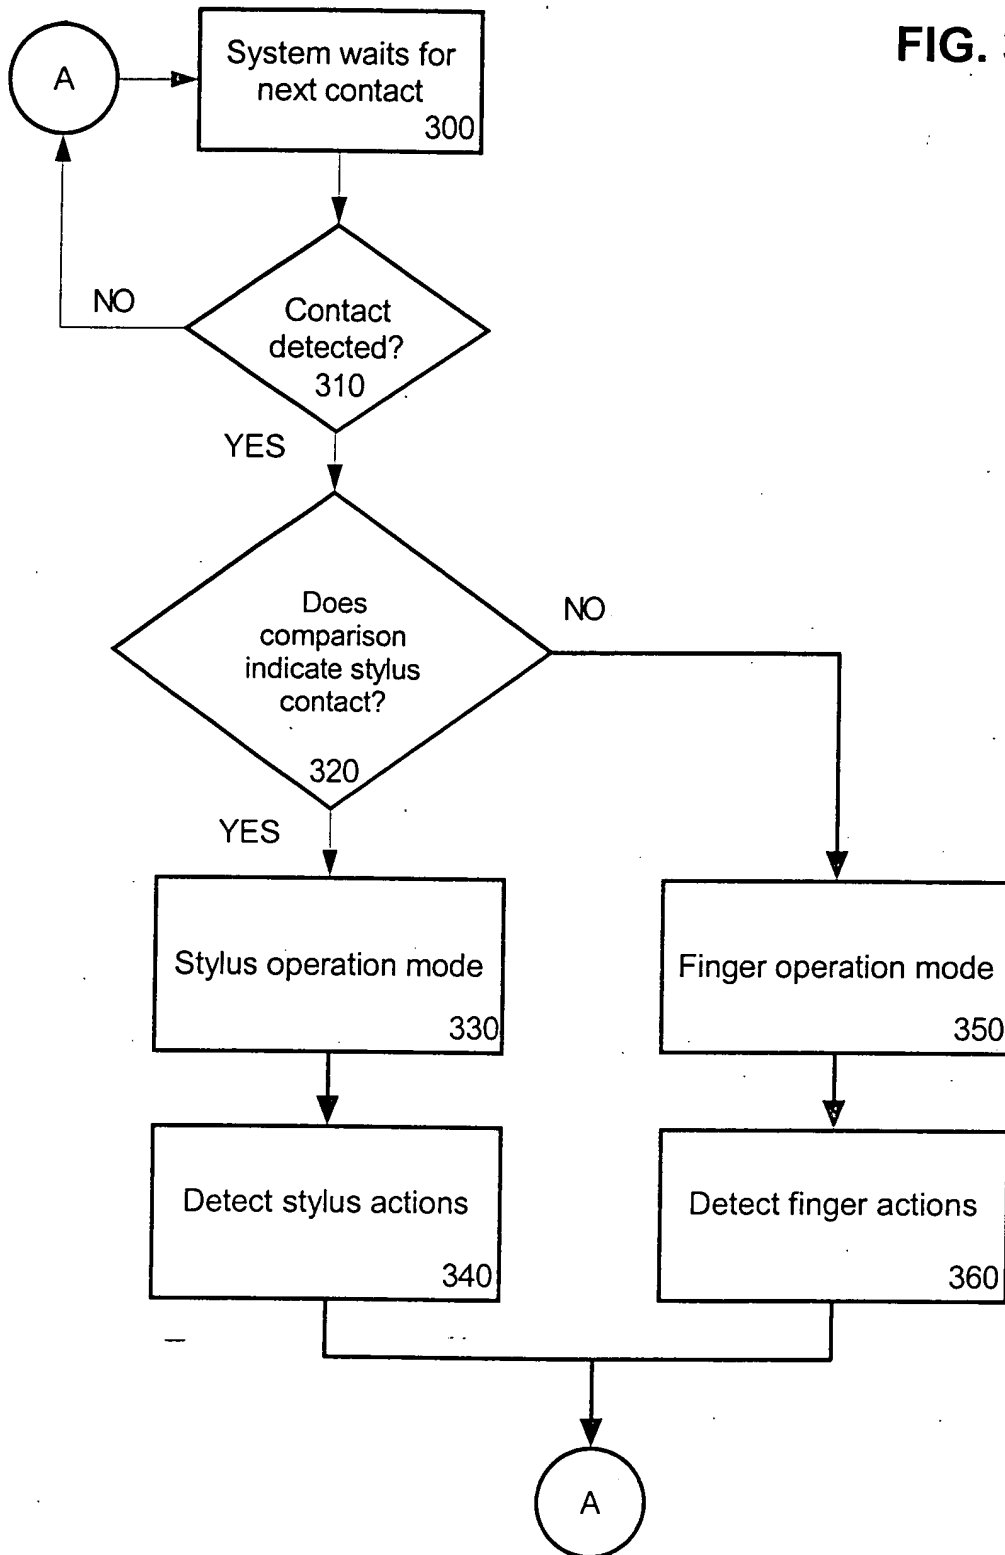 FIG.
A
System waits for
next contact
300
NO
Contact
detected?
310
YES
Does
comparison
indicate stylus
contact?
320
NO
YES
Stylus operation mode
330
Finger operation mode
350
Detect stylus actions
340
Detect finger actions
360
A